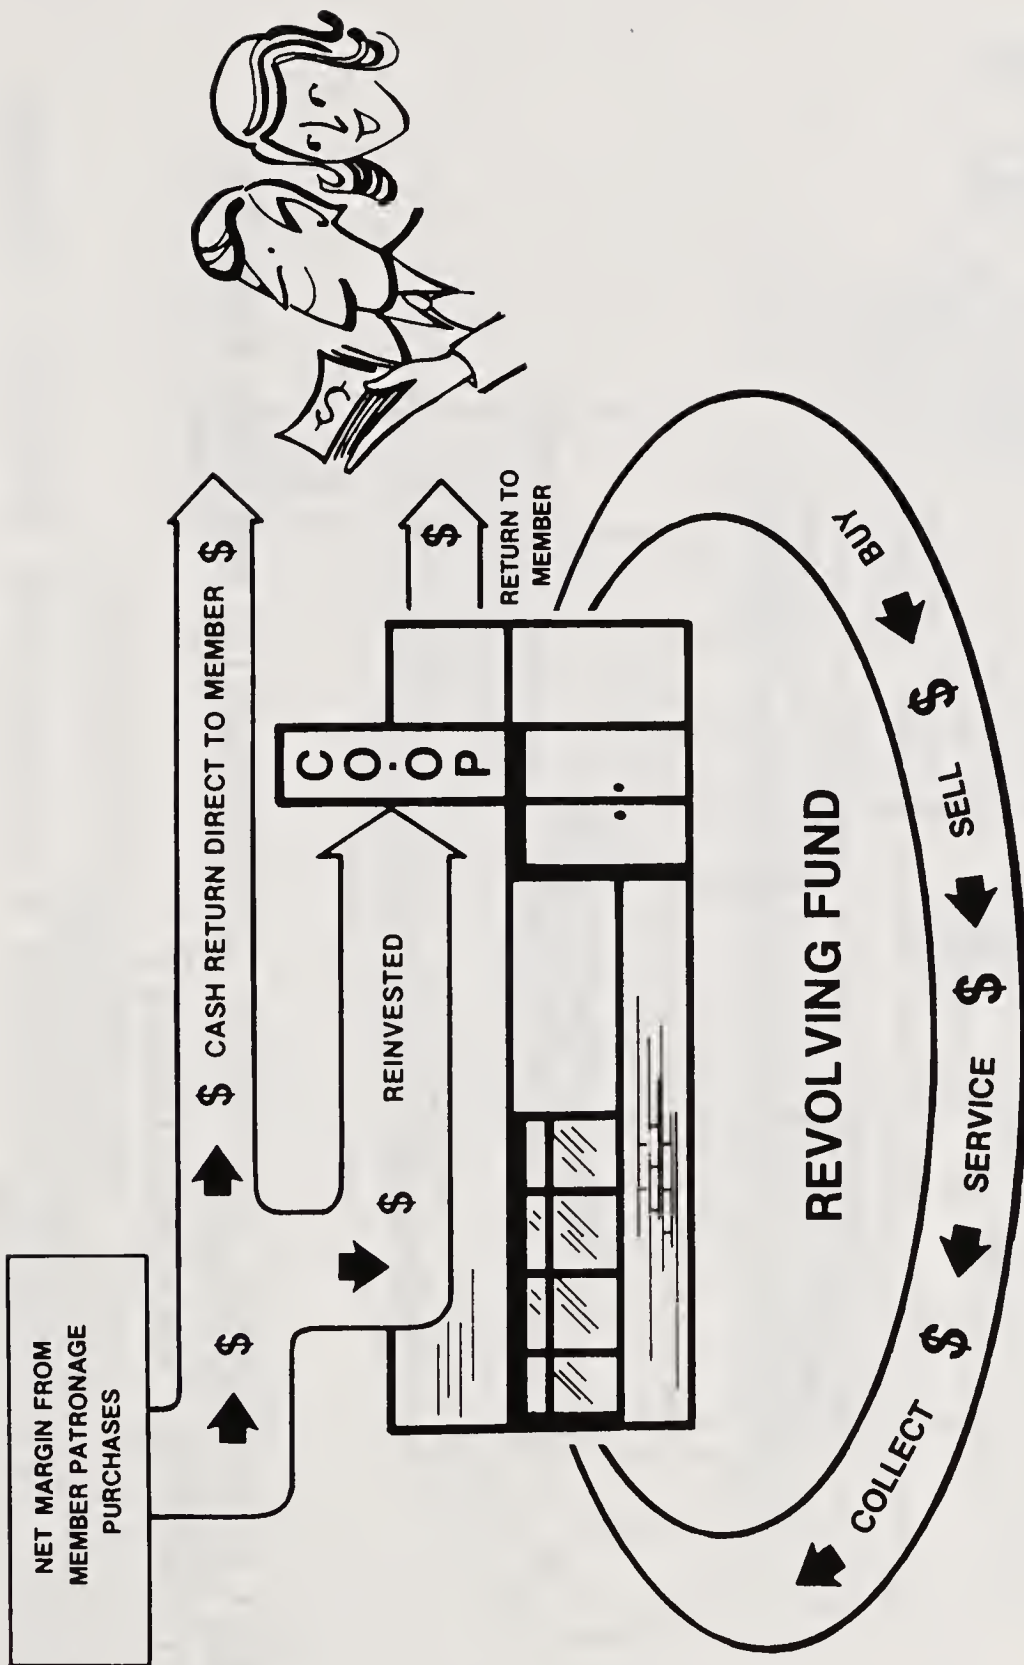 NET MARGIN FROM
MEMBER PATRONAGE
PURCHASES
$
$ CASH RETURN DIRECT TO MEMBER $
$
REINVESTED
CO.OP
$
RETURN TO
MEMBER
$
REVOLVING FUND
BUY
$
SELL
$
SERVICE
$
COLLECT